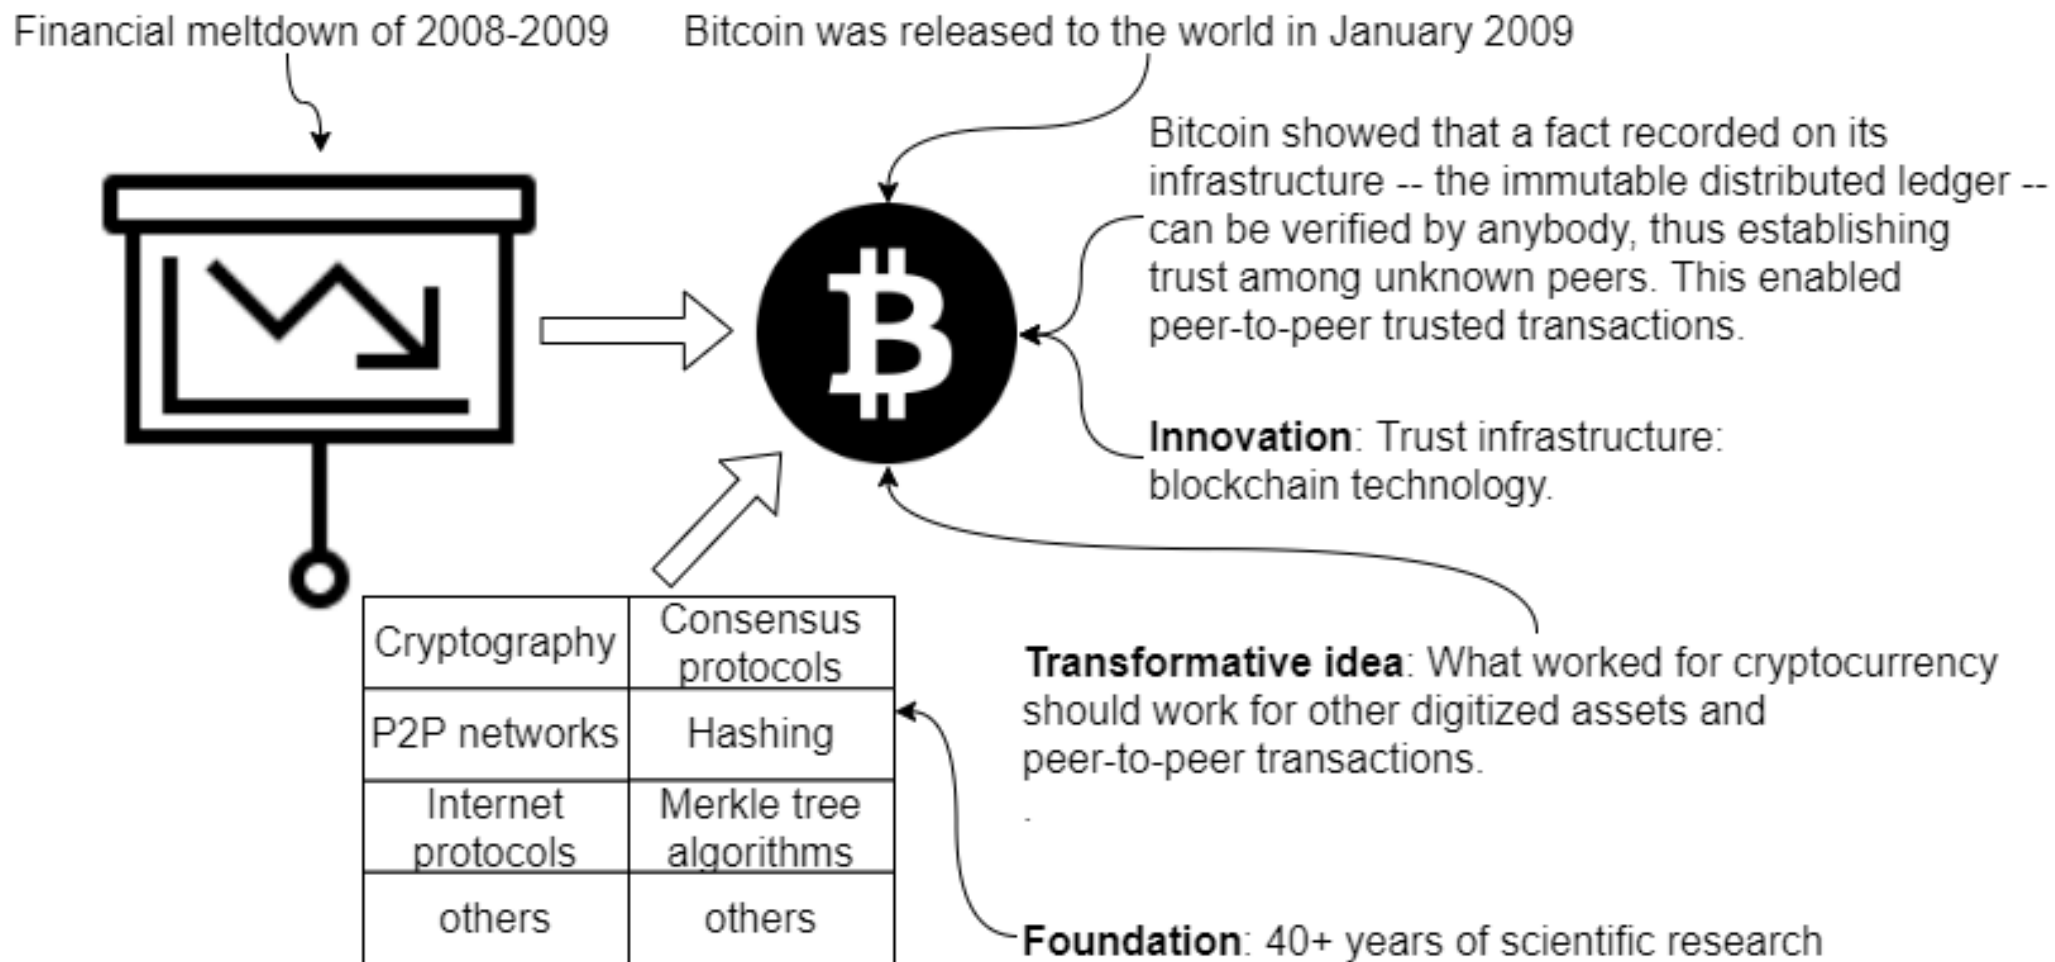 Financial meltdown of 2008-2009
Bitcoin was released to the world in January 2009
Bitcoin showed that a fact recorded on its
infrastructure -- the immutable distributed ledger --
can be verified by anybody, thus establishing
trust among unknown peers. This enabled
peer-to-peer trusted transactions.
Innovation: Trust infrastructure:
blockchain technology.
Transformative idea: What worked for cryptocurrency
should work for other digitized assets and
peer-to-peer transactions.
.
Cryptography
Consensus
protocols
P2P networks
Hashing
Internet
protocols
Merkle tree
algorithms
others
others
Foundation: 40+ years of scientific research